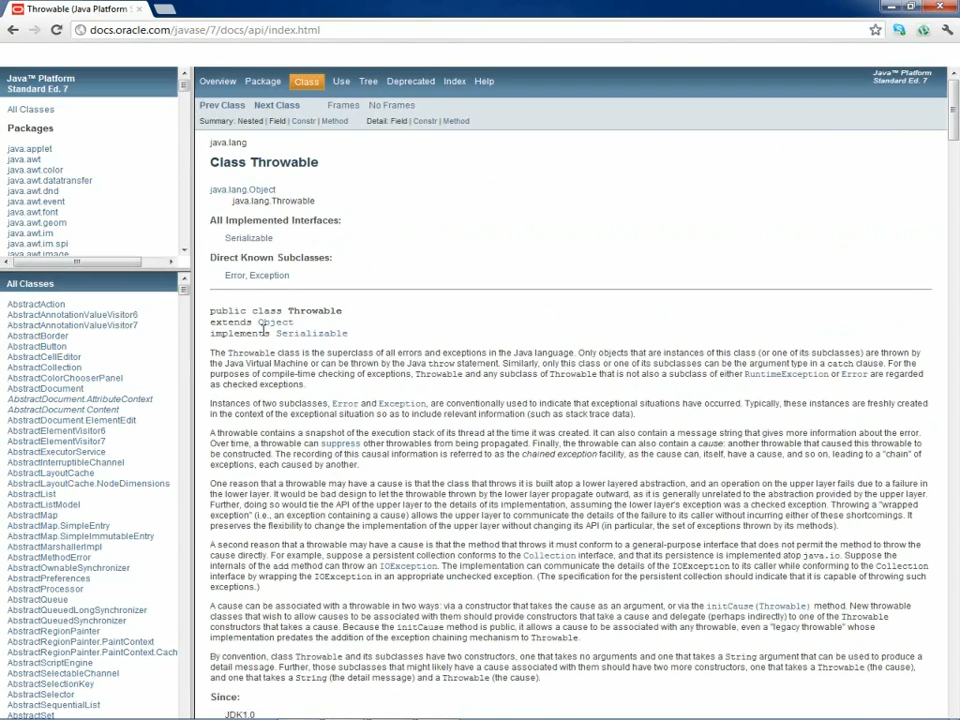 Throwable (Java Platform
docs.oracle.com/javase/7/docs/api/index.html
Java™ Platform
Standard Ed. 7
All Classes
Packages
java.applet
java.awt
java.awt.color
java.awt.datatransfer
java.awt.dnd
java.awt.event
java.awt.font
java.awt.geom
java.awt.im
java.awt.im.spi
java.awt.image
All Classes
AbstractAction
AbstractAnnotationValueVisitor6
AbstractAnnotationValueVisitor7
AbstractBorder
AbstractButton
AbstractCellEditor
AbstractCollection
AbstractColorChooserPanel
AbstractDocument
AbstractDocument.AttributeContext
AbstractDocument.Content
AbstractDocument.ElementEdit
AbstractElementVisitor6
AbstractElementVisitor7
AbstractExecutorService
AbstractInterruptibleChannel
AbstractLayoutCache
AbstractLayoutCache.NodeDimensions
AbstractList
AbstractListModel
AbstractMap
AbstractMap.SimpleEntry
AbstractMap.SimpleImmutableEntry
AbstractMarshallerImpl
AbstractMethodError
AbstractOwnableSynchronizer
AbstractPreferences
AbstractProcessor
AbstractQueue
AbstractQueuedLongSynchronizer
AbstractQueuedSynchronizer
AbstractRegionPainter
AbstractRegionPainter.PaintContext
AbstractRegionPainter.PaintContext.Cach
AbstractScriptEngine
AbstractSelectableChannel
AbstractSelectionKey
AbstractSelector
AbstractSequentialList
AbstractSet
Overview Package Class Use Tree Deprecated Index Help
Java™ Platform
Standard Ed. 7
Prev Class Next Class Frames No Frames
Summary: Nested | Field | Constr | Method Detail: Field | Constr | Method
java.lang
Class Throwable
java.lang.Object
java.lang.Throwable
All Implemented Interfaces:
Serializable
Direct Known Subclasses:
Error, Exception
public class Throwable
extends Object
implements Serializable
The Throwable class is the superclass of all errors and exceptions in the Java language. Only objects that are instances of this class (or one of its subclasses) are thrown by
the Java Virtual Machine or can be thrown by the Java throw statement. Similarly, only this class or one of its subclasses can be the argument type in a catch clause. For the
purposes of compile-time checking of exceptions, Throwable and any subclass of Throwable that is not also a subclass of either RuntimeException or Error are regarded
as checked exceptions.
Instances of two subclasses, Error and Exception, are conventionally used to indicate that exceptional situations have occurred. Typically, these instances are freshly created
in the context of the exceptional situation so as to include relevant information (such as stack trace data).
A throwable contains a snapshot of the execution stack of its thread at the time it was created. It can also contain a message string that gives more information about the error.
Over time, a throwable can suppress other throwables from being propagated. Finally, the throwable can also contain a cause: another throwable that caused this throwable to
be constructed. The recording of this causal information is referred to as the chained exception facility, as the cause can, itself, have a cause, and so on, leading to a "chain" of
exceptions, each caused by another.
One reason that a throwable may have a cause is that the class that throws it is built atop a lower layered abstraction, and an operation on the upper layer fails due to a failure in
the lower layer. It would be bad design to let the throwable thrown by the lower layer propagate outward, as it is generally unrelated to the abstraction provided by the upper layer.
Further, doing so would tie the API of the upper layer to the details of its implementation, assuming the lower layer's exception was a checked exception. Throwing a "wrapped
exception" (i.e., an exception containing a cause) allows the upper layer to communicate the details of the failure to its caller without incurring either of these shortcomings. It
preserves the flexibility to change the implementation of the upper layer without changing its API (in particular, the set of exceptions thrown by its methods).
A second reason that a throwable may have a cause is that the method that throws it must conform to a general-purpose interface that does not permit the method to throw the
cause directly. For example, suppose a persistent collection conforms to the Collection interface, and that its persistence is implemented atop java.io. Suppose the
internals of the add method can throw an IOException. The implementation can communicate the details of the IOException to its caller while conforming to the Collection
interface by wrapping the IOException in an appropriate unchecked exception. (The specification for the persistent collection should indicate that it is capable of throwing such
exceptions.)
A cause can be associated with a throwable in two ways: via a constructor that takes the cause as an argument, or via the initCause(Throwable) method. New throwable
classes that wish to allow causes to be associated with them should provide constructors that take a cause and delegate (perhaps indirectly) to one of the Throwable
constructors that takes a cause. Because the initCause method is public, it allows a cause to be associated with any throwable, even a "legacy throwable" whose
implementation predates the addition of the exception chaining mechanism to Throwable.
By convention, class Throwable and its subclasses have two constructors, one that takes no arguments and one that takes a String argument that can be used to produce a
detail message. Further, those subclasses that might likely have a cause associated with them should have two more constructors, one that takes a Throwable (the cause),
and one that takes a String (the detail message) and a Throwable (the cause).
Since:
JDK1.0